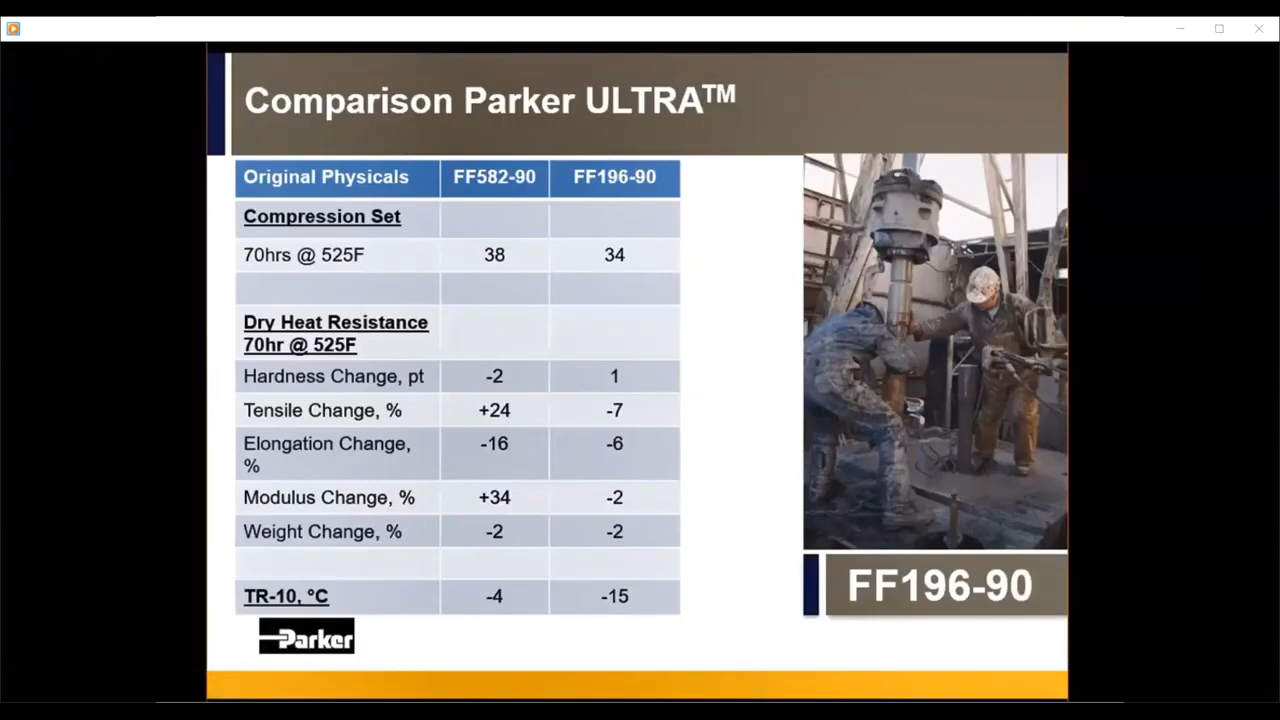 Comparison Parker ULTRA™
Original Physicals FF582-90 FF196-90
Compression Set
70hrs @ 525F 38 34
Dry Heat Resistance
70hr @ 525F
Hardness Change, pt -2 1
Tensile Change, % +24 -7
Elongation Change, -16 -6
%
Modulus Change, % +34 -2
Weight Change, % -2 -2
TR-10, °C -4 -15
Parker
FF196-90